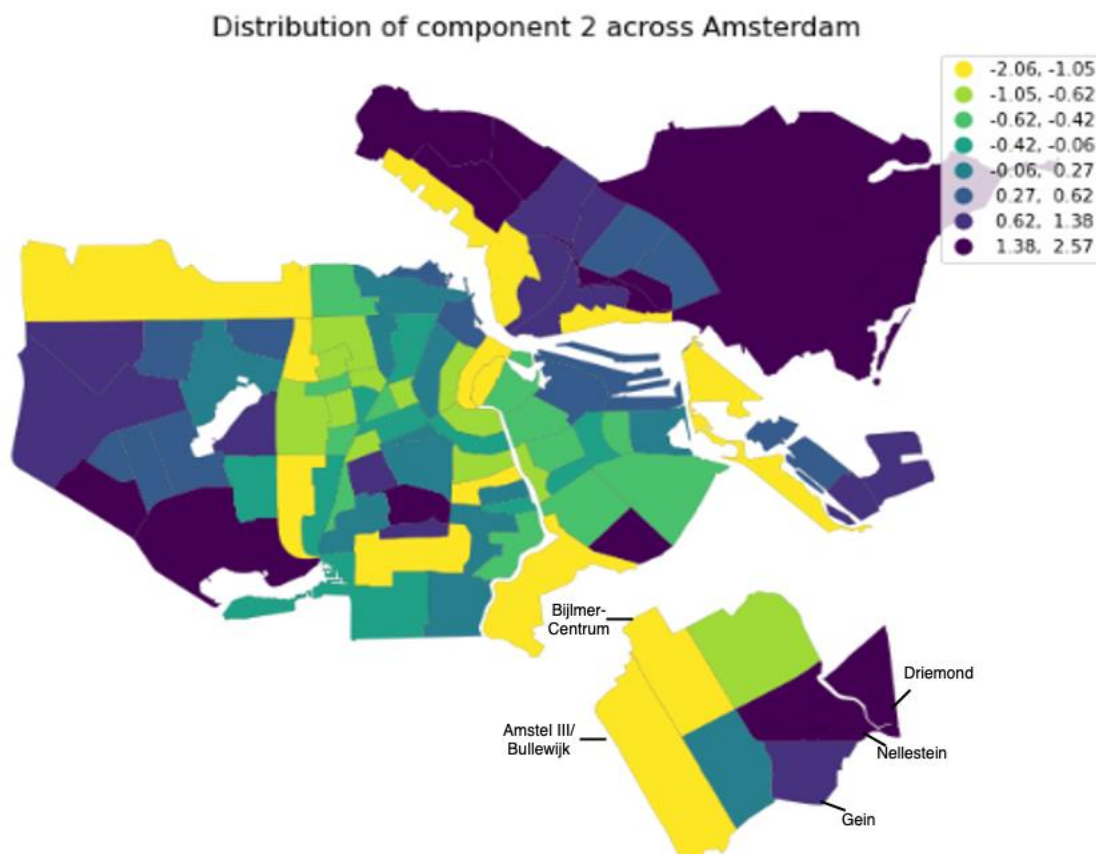 Distribution of component 2 across Amsterdam
-2.06, -1.05
-1.05, -0.62
-0.62, -0.42
-0.42, -0.06
-0.06, 0.27
0.27, 0.62
0.62, 1.38
1.38, 2.57
Bijlmer-
Centrum
Driemond
Amstel III/
Bullewijk
Nellestein
Gein